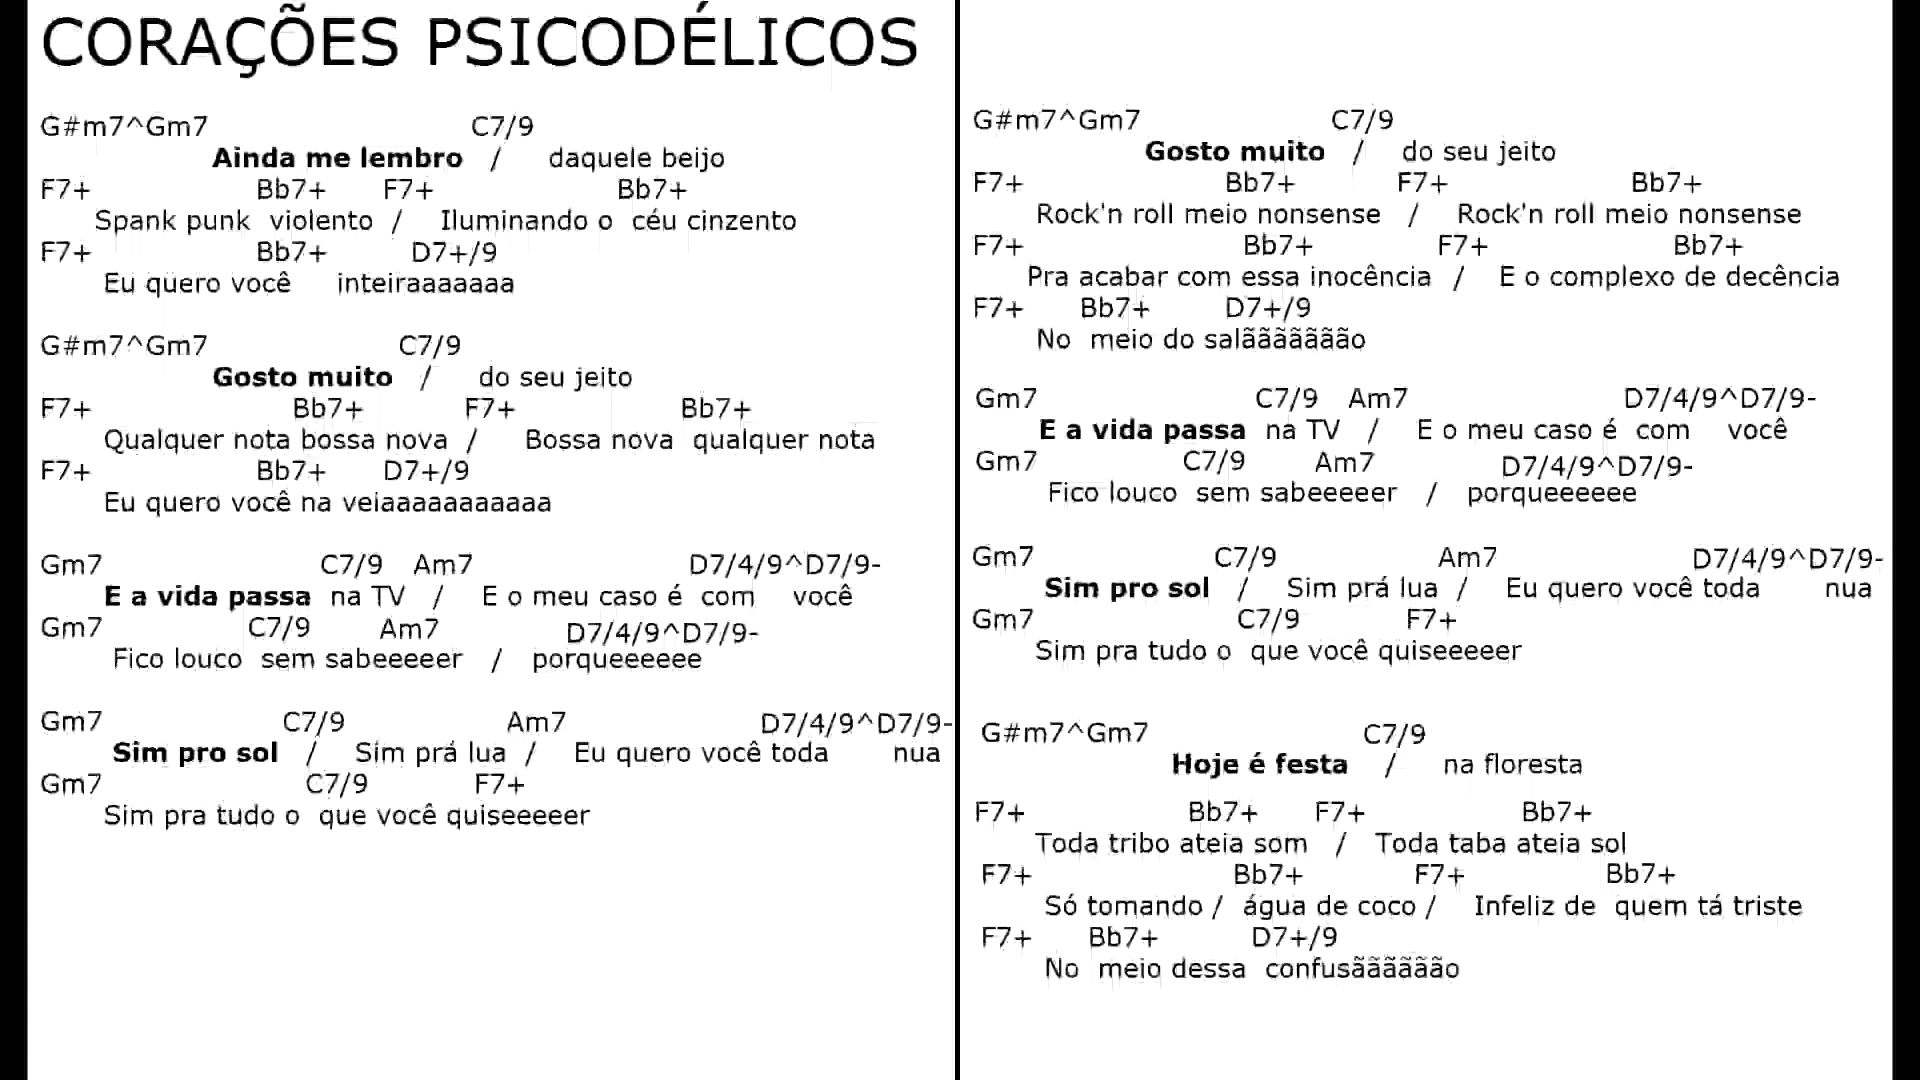 CORAÇÕES PSICODÉLICOS
G#m7^Gm7 C7/9
Ainda me lembro / daquele beijo
F7+ Bb7+ F7+ Bb7+
Spank punk violento / Iluminando o céu cinzento
F7+ Bb7+ D7+/9
Eu quero você inteiraaaaaaa
G#m7^Gm7 C7/9
Gosto muito / do seu jeito
F7+ Bb7+ F7+ Bb7+
Qualquer nota bossa nova / Bossa nova qualquer nota
F7+ Bb7+ D7+/9
Eu quero você na veiaaaaaaaaaaa
Gm7 C7/9 Am7 D7/4/9^D7/9-
E a vida passa na TV / E o meu caso é com você
Gm7 C7/9 Am7 D7/4/9^D7/9-
Fico louco sem sabeeeeer / porqueeeeee
Gm7 C7/9 Am7 D7/4/9^D7/9-
Sim pro sol / Sim prá lua / Eu quero você toda nua
Gm7 C7/9 F7+
Sim pra tudo o que você quiseeeeer
G#m7^Gm7 C7/9
Gosto muito / do seu jeito
F7+ Bb7+ F7+ Bb7+
Rock'n roll meio nonsense / Rock'n roll meio nonsense
F7+ Bb7+ F7+ Bb7+
Pra acabar com essa inocência / E o complexo de decência
F7+ Bb7+ D7+/9
No meio do salããããããão
Gm7 C7/9 Am7 D7/4/9^D7/9-
E a vida passa na TV / E o meu caso é com você
Gm7 C7/9 Am7 D7/4/9^D7/9-
Fico louco sem sabeeeeer / porqueeeeee
Gm7 C7/9 Am7 D7/4/9^D7/9-
Sim pro sol / Sim prá lua / Eu quero você toda nua
Gm7 C7/9 F7+
Sim pra tudo o que você quiseeeeer
G#m7^Gm7 C7/9
Hoje é festa / na floresta
F7+ Bb7+ F7+ Bb7+
Toda tribo ateia som / Toda taba ateia sol
F7+ Bb7+ F7+ Bb7+
Só tomando / água de coco / Infeliz de quem tá triste
F7+ Bb7+ D7+/9
No meio dessa confusãããããão